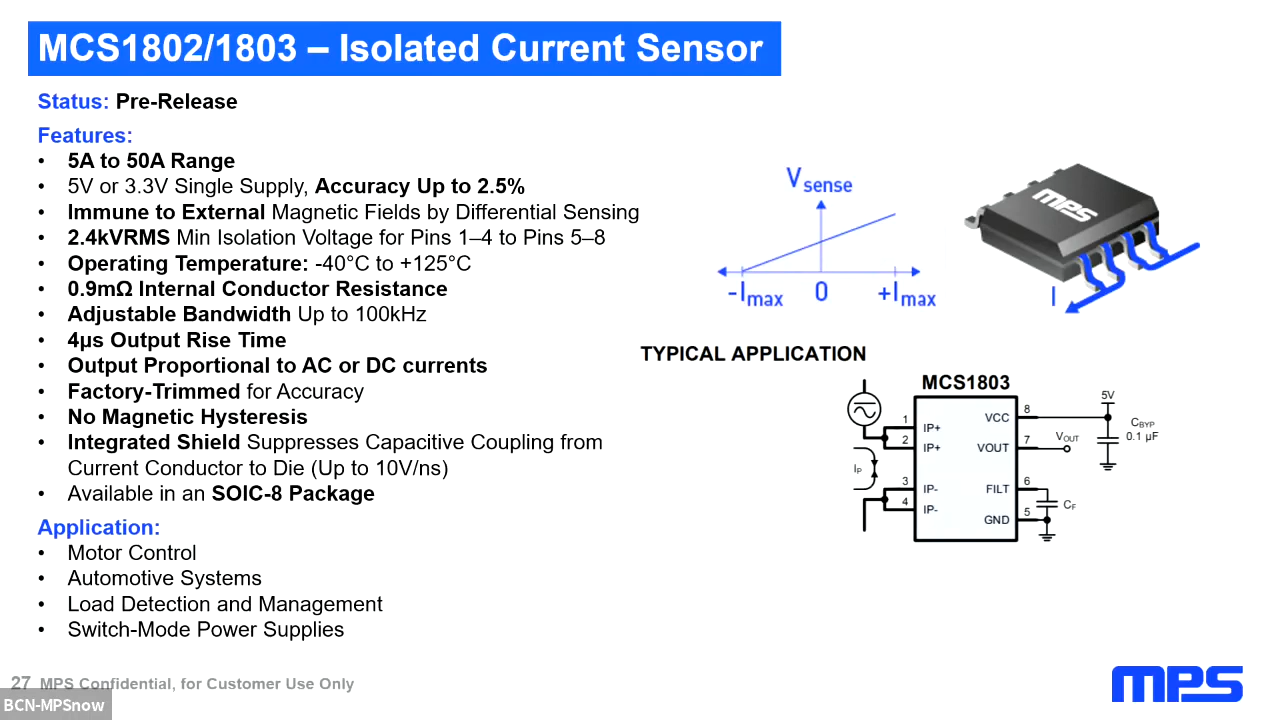 MCS1802/1803 – Isolated Current Sensor
Status: Pre-Release
Features:
• 5A to 50A Range
• 5V or 3.3V Single Supply, Accuracy Up to 2.5%
• Immune to External Magnetic Fields by Differential Sensing
• 2.4kVRMS Min Isolation Voltage for Pins 1–4 to Pins 5–8
• Operating Temperature: -40°C to +125°C
• 0.9mΩ Internal Conductor Resistance
• Adjustable Bandwidth Up to 100kHz
• 4µs Output Rise Time
• Output Proportional to AC or DC currents
• Factory-Trimmed for Accuracy
• No Magnetic Hysteresis
• Integrated Shield Suppresses Capacitive Coupling from
Current Conductor to Die (Up to 10V/ns)
• Available in an SOIC-8 Package
Application:
• Motor Control
• Automotive Systems
• Load Detection and Management
• Switch-Mode Power Supplies
Vsense
-Imax 0 +Imax
MPS
I
TYPICAL APPLICATION
MCS1803
5V
1 IP+ VCC 8
CBYP
0.1 µF
2 IP+ VOUT 7 VOUT
IP
3 IP- FILT 6
CF
4 IP- GND 5
27 MPS Confidential, for Customer Use Only
BCN-MPSnow
MPS